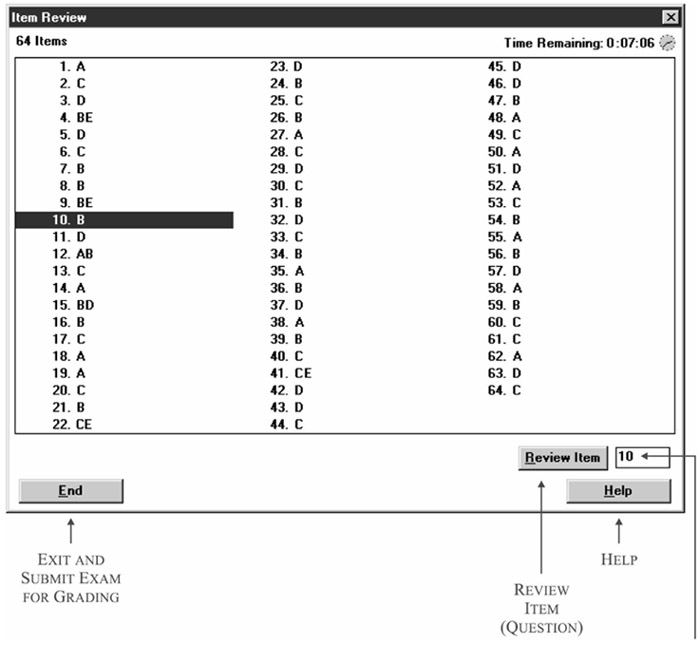 Item Review
64 Items
Time Remaining: 0:07:06
1. A
2. C
3. D
4. BE
5. D
6. C
7. B
8. B
9. BE
10. B
11. D
12. AB
13. C
14. A
15. BD
16. B
17. C
18. A
19. A
20. C
21. B
22. CE
23. D
24. B
25. C
26. B
27. A
28. C
29. D
30. C
31. B
32. D
33. C
34. B
35. A
36. B
37. D
38. A
39. B
40. C
41. CE
42. D
43. D
44. C
45. D
46. D
47. B
48. A
49. C
50. A
51. D
52. A
53. C
54. B
55. A
56. B
57. D
58. A
59. B
60. C
61. C
62. A
63. D
64. C
Review Item
10
End
Help
EXIT AND
SUBMIT EXAM
FOR GRADING
REVIEW
ITEM
(QUESTION)
HELP